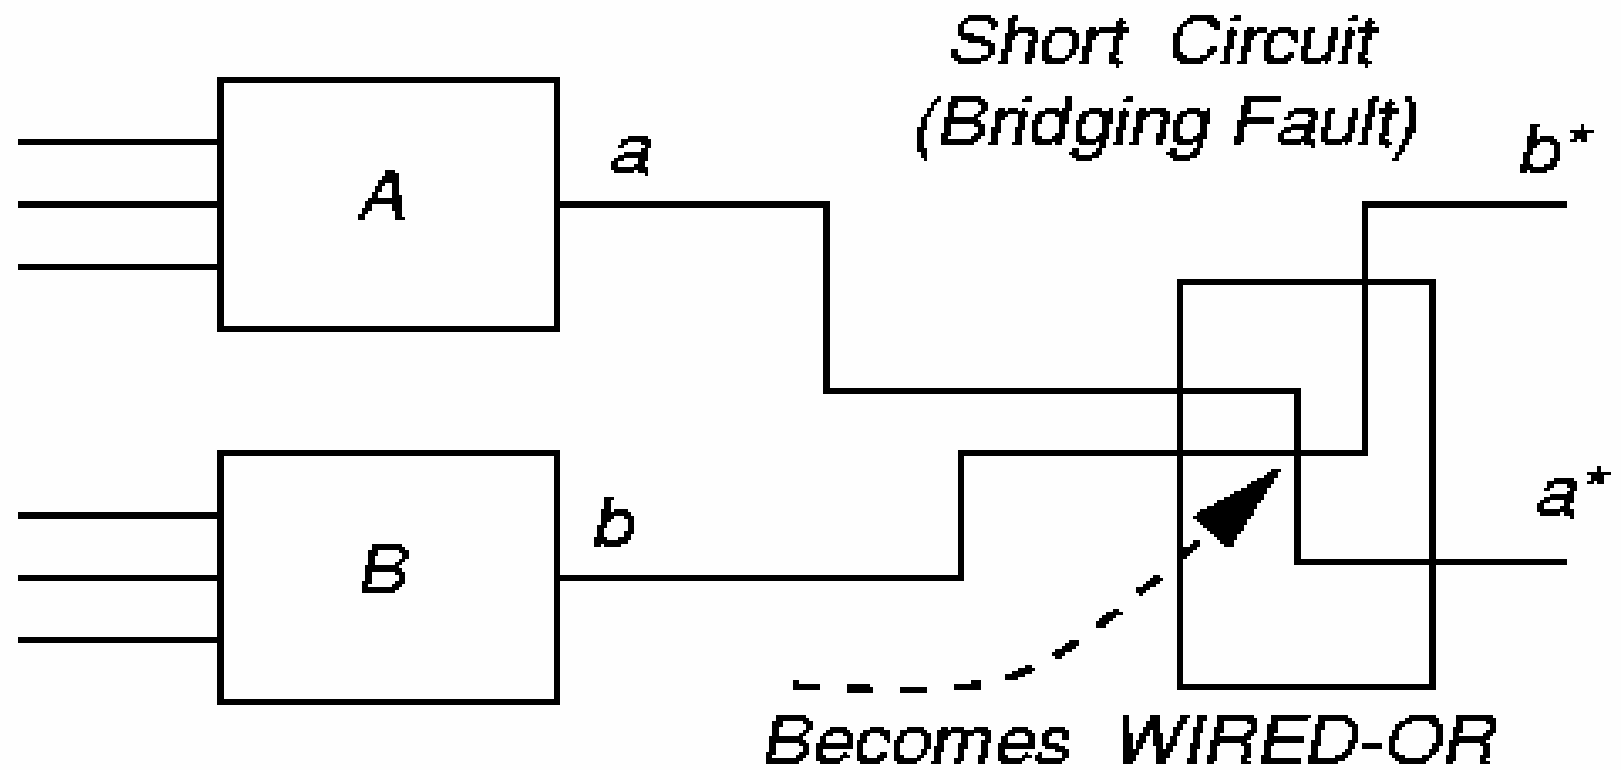 Short Circuit
(Bridging Fault)
a
b*
A
b
a*
B
Becomes WIRED-OR